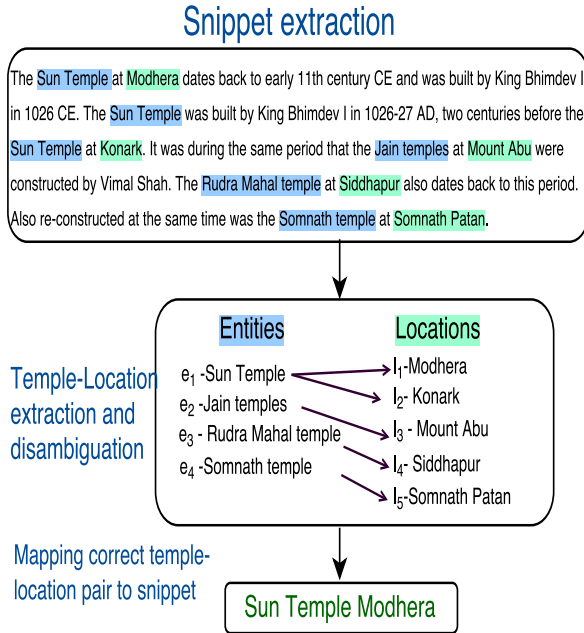 Snippet extraction
The Sun Temple at Modhera dates back to early 11th century CE and was built by King Bhimdev I
in 1026 CE. The Sun Temple was built by King Bhimdev I in 1026-27 AD, two centuries before the
Sun Temple at Konark. It was during the same period that the Jain temples at Mount Abu were
constructed by Vimal Shah. The Rudra Mahal temple at Siddhapur also dates back to this period.
Also re-constructed at the same time was the Somnath temple at Somnath Patan.
Temple-Location
extraction and
disambiguation
Entities
e1 -Sun Temple
e2 -Jain temples
e3 - Rudra Mahal temple
e4 -Somnath temple
Locations
l1-Modhera
l2- Konark
l3 - Mount Abu
l4- Siddhapur
l5-Somnath Patan
Mapping correct temple-
location pair to snippet
Sun Temple Modhera